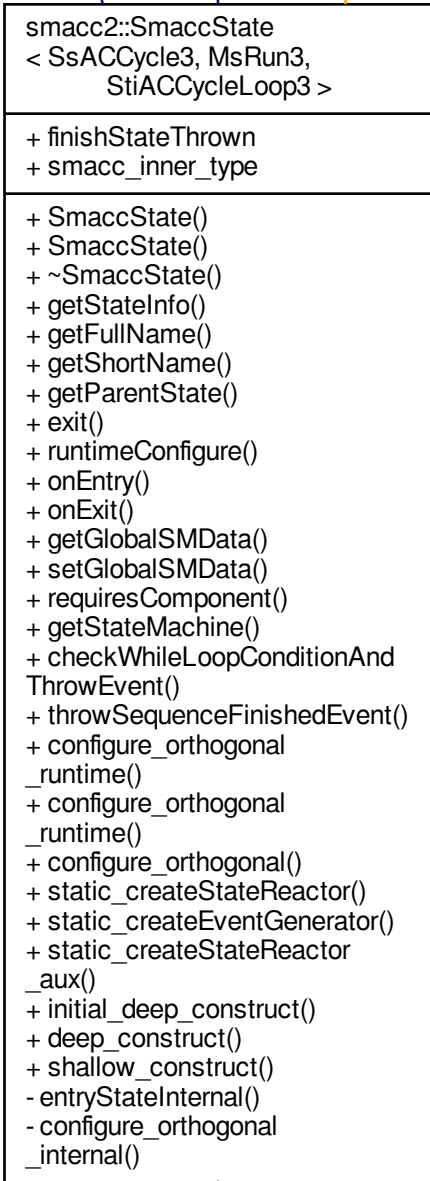 smacc2::SmaccState
< SsACCycle3, MsRun3,
StiACCycleLoop3 >
+ finishStateThrown
+ smacc_inner_type
+ SmaccState()
+ SmaccState()
+ ~SmaccState()
+ getStateInfo()
+ getFullName()
+ getShortName()
+ getParentState()
+ exit()
+ runtimeConfigure()
+ onEntry()
+ onExit()
+ getGlobalSMData()
+ setGlobalSMData()
+ requiresComponent()
+ getStateMachine()
+ checkWhileLoopConditionAnd
ThrowEvent()
+ throwSequenceFinishedEvent()
+ configure_orthogonal
_runtime()
+ configure_orthogonal
_runtime()
+ configure_orthogonal()
+ static_createStateReactor()
+ static_createEventGenerator()
+ static_createStateReactor
_aux()
+ initial_deep_construct()
+ deep_construct()
+ shallow_construct()
- entryStateInternal()
- configure_orthogonal
_internal()